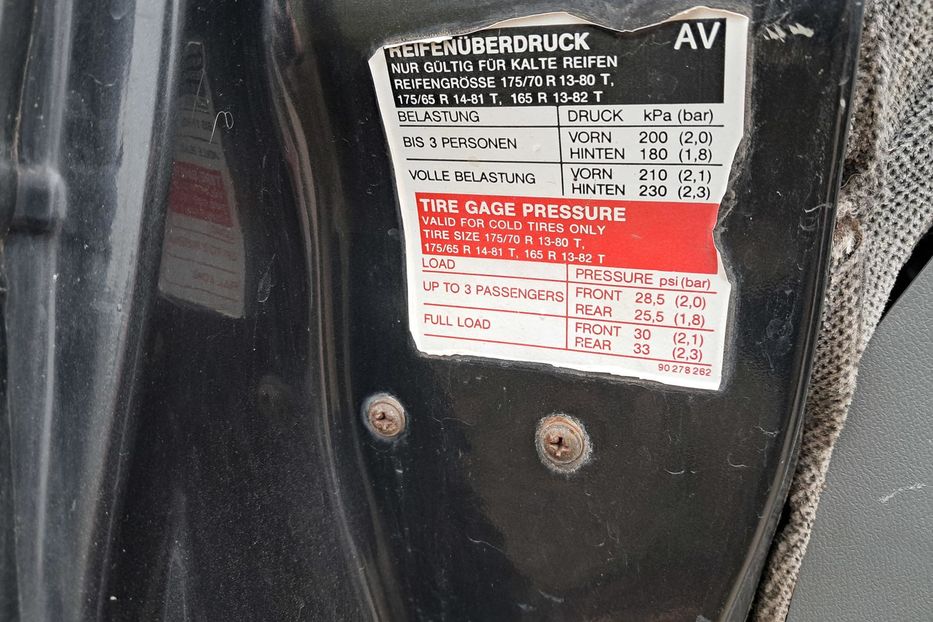 REIFENÜBERDRUCK AV
NUR GÜLTIG FÜR KALTE REIFEN
REIFENGRÖSSE 175/70 R 13-80 T,
175/65 R 14-81 T, 165 R 13-82 T
BELASTUNG DRUCK kPa (bar)
BIS 3 PERSONEN VORN 200 (2,0)
HINTEN 180 (1,8)
VOLLE BELASTUNG VORN 210 (2,1)
HINTEN 230 (2,3)
TIRE GAGE PRESSURE
VALID FOR COLD TIRES ONLY
TIRE SIZE 175/70 R 13-80 T,
175/65 R 14-81 T, 165 R 13-82 T
LOAD PRESSURE psi (bar)
UP TO 3 PASSENGERS FRONT 28,5 (2,0)
REAR 25,5 (1,8)
FULL LOAD FRONT 30 (2,1)
REAR 33 (2,3)
90 278 262